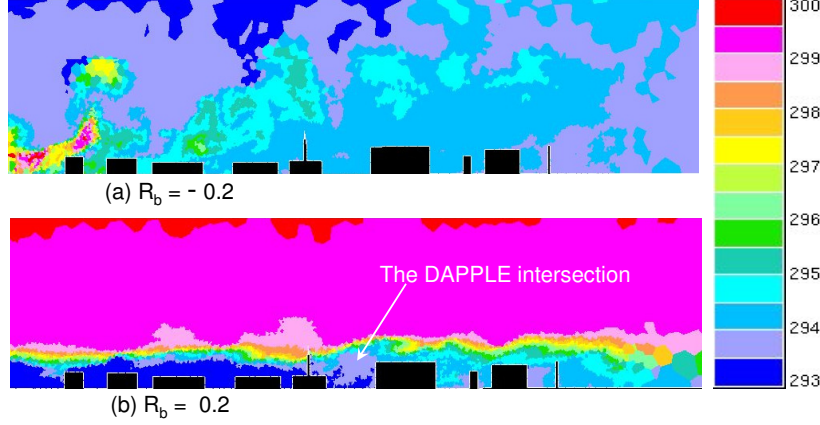 300
299
298
297
296
295
294
293
(a) R_b = - 0.2
The DAPPLE intersection
(b) R_b = 0.2